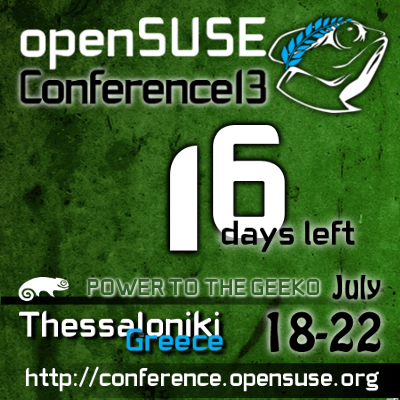 openSUSE
Conference13
16
days left
POWER TO THE GEEKO
July
Thessaloniki
Greece
18-22
http://conference.opensuse.org